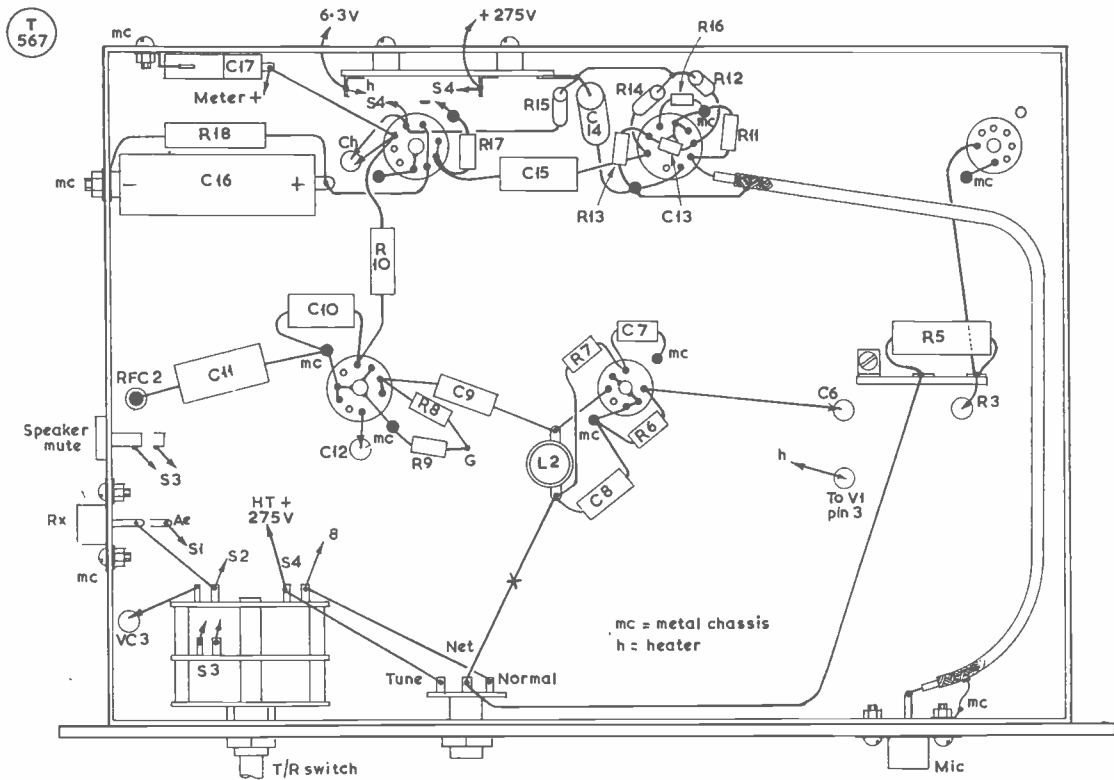 T
567
mc
6·3V
+275V
R16
C17
h
S4
R12
Meter +
S4
-
R15
C
14
R14
mc
R11
R18
Ch
R17
mc
-
C16
+
C15
R13
C13
mc
R
10
C10
C7
R5
mc
R7
mc
RFC 2
C11
C9
C6
R3
R8
mc
R6
Speaker
mute
C12
mc
R9
G
L2
h
S3
C8
To V1
pin 3
HT +
275V
Rx
Ae
S1
S2
S4
8
mc
VC 3
mc = metal chassis
h = heater
S3
Net
Tune
Normal
mc
T/R switch
Mic